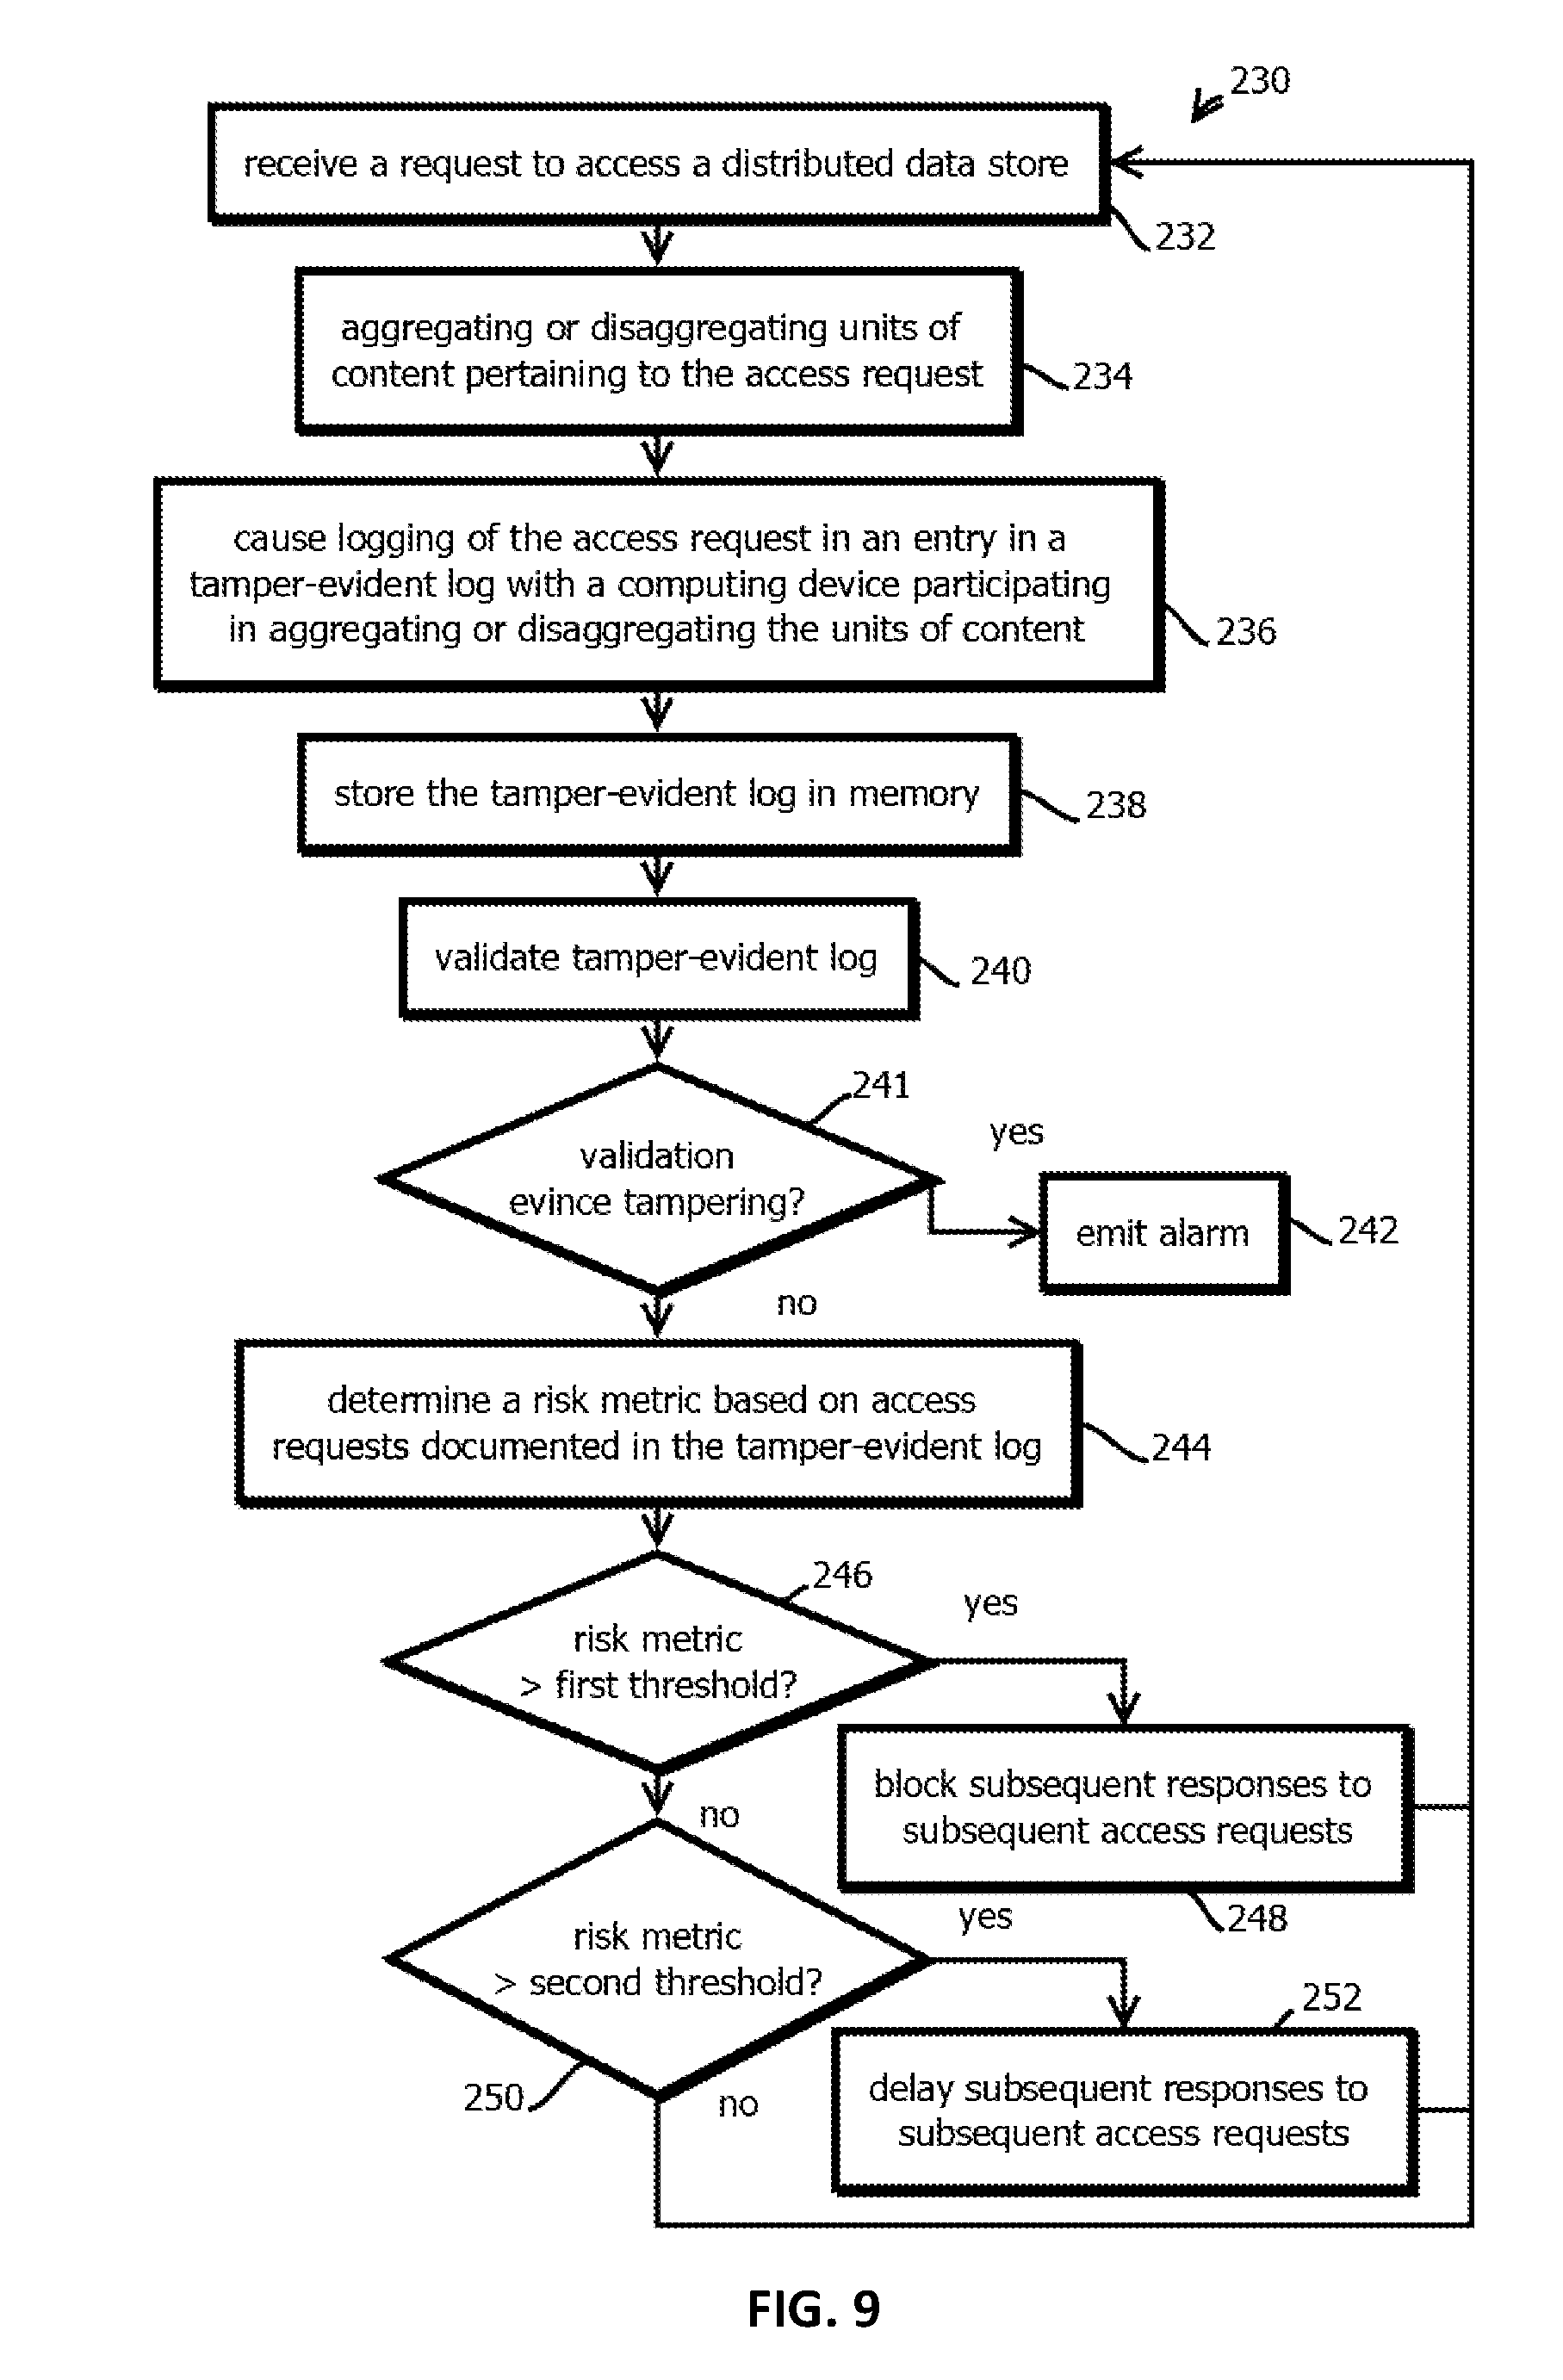 230
receive a request to access a distributed data store
232
aggregating or disaggregating units of
content pertaining to the access request
234
cause logging of the access request in an entry in a
tamper-evident log with a computing device participating
in aggregating or disaggregating the units of content
236
store the tamper-evident log in memory
238
validate tamper-evident log
240
241
validation
evince tampering?
yes
emit alarm
242
no
determine a risk metric based on access
requests documented in the tamper-evident log
244
246
risk metric
> first threshold?
yes
block subsequent responses to
subsequent access requests
248
no
risk metric
> second threshold?
yes
250
252
delay subsequent responses to
subsequent access requests
no
FIG. 9